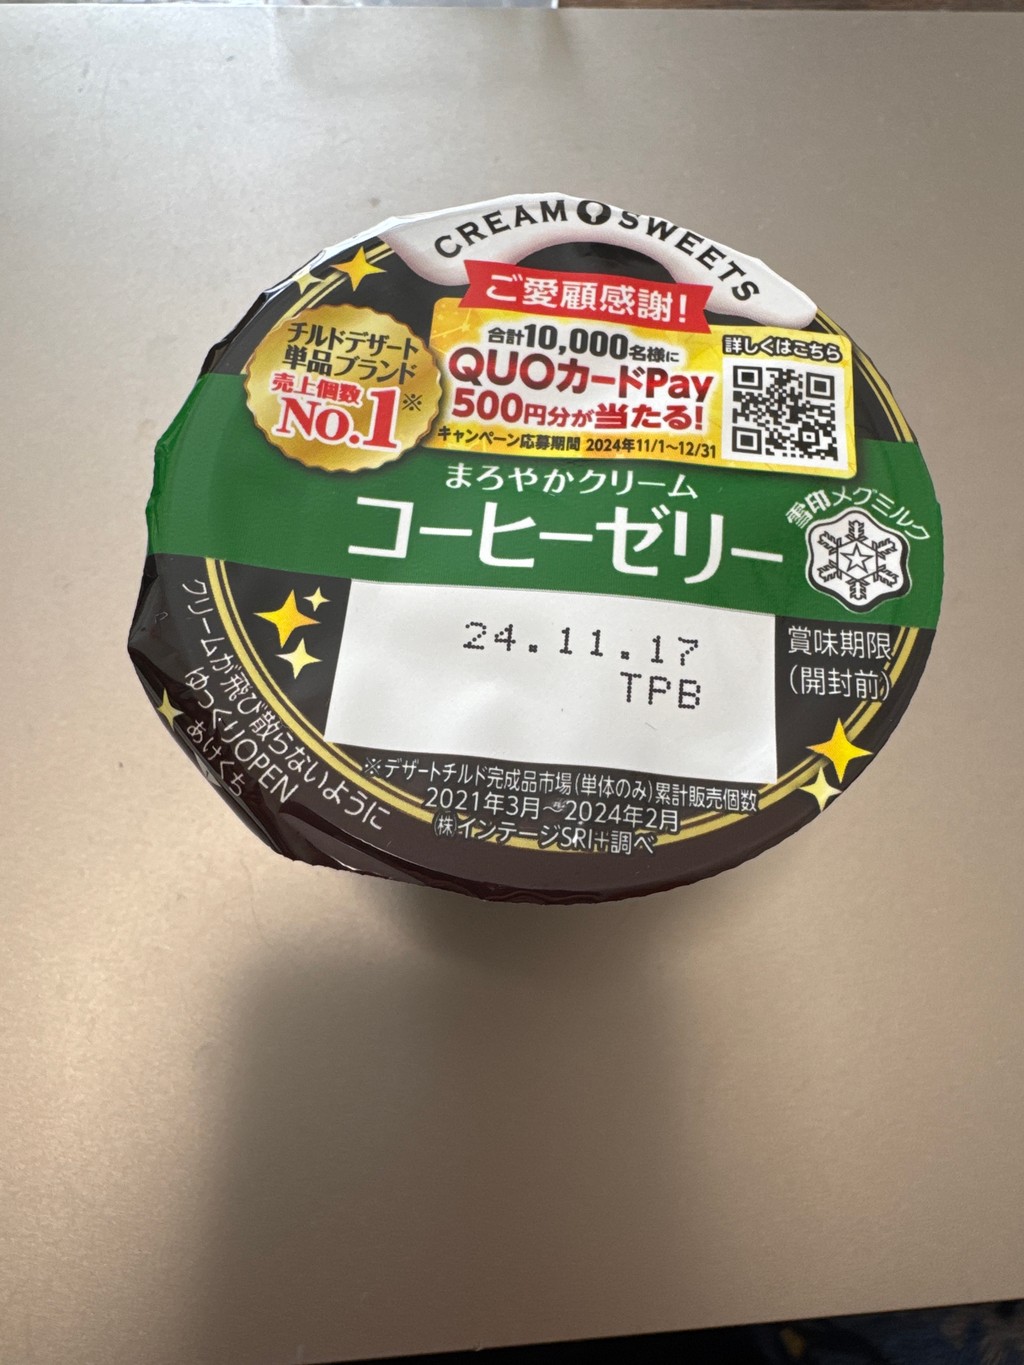 CREAM SWEETS
ご愛顧感謝!
合計10,000名様に
QUOカードPay
500円分が当たる!
キャンペーン応募期間 2024年11/1～12/31
詳しくはこちら
チルドデザート
単品ブランド
売上個数
No.1※
まろやかクリーム
コーヒーゼリー
雪印メグミルク
24.11.17
TPB
賞味期限
(開封前)
クリームが飛び散らないように
ゆっくりOPEN
あけくち
※デザートチルド完成品市場(単体のみ)累計販売個数
2021年3月～2024年2月
(株)インテージSRI+調べ